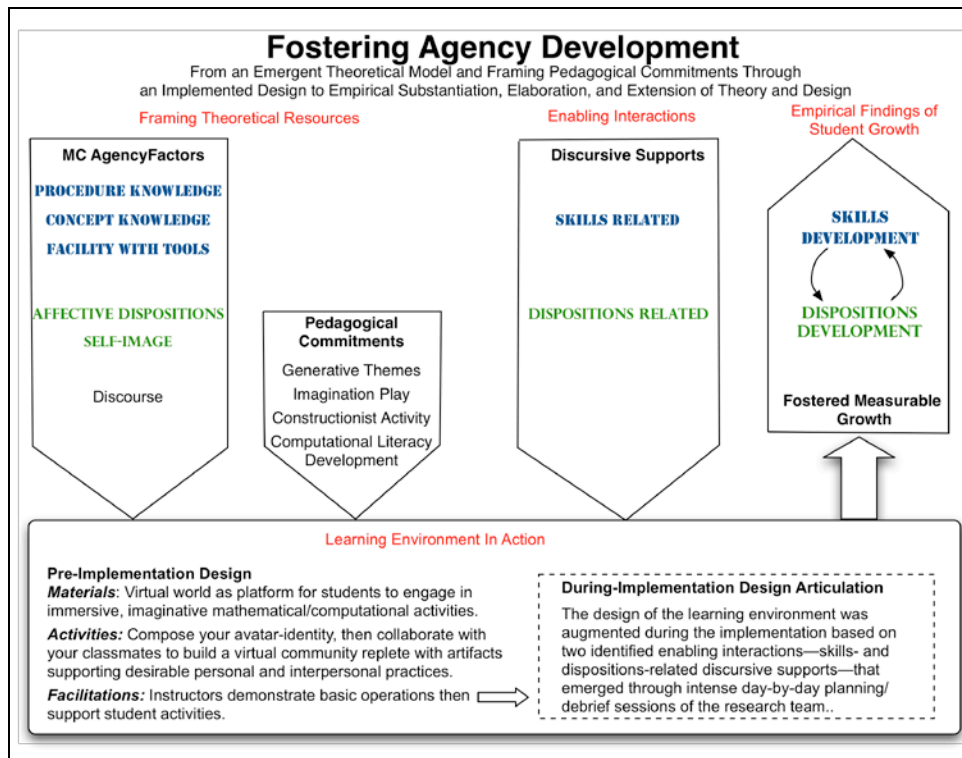 Fostering Agency Development
From an Emergent Theoretical Model and Framing Pedagogical Commitments Through
an Implemented Design to Empirical Substantiation, Elaboration, and Extension of Theory and Design
Framing Theoretical Resources
MC AgencyFactors
PROCEDURE KNOWLEDGE
CONCEPT KNOWLEDGE
FACILITY WITH TOOLS
AFFECTIVE DISPOSITIONS
SELF-IMAGE
Discourse
Pedagogical
Commitments
Generative Themes
Imagination Play
Constructionist Activity
Computational Literacy
Development
Enabling Interactions
Discursive Supports
SKILLS RELATED
DISPOSITIONS RELATED
Empirical Findings of
Student Growth
SKILLS
DEVELOPMENT
DISPOSITIONS
DEVELOPMENT
Fostered Measurable
Growth
Learning Environment In Action
Pre-Implementation Design
Materials: Virtual world as platform for students to engage in
immersive, imaginative mathematical/computational activities.
Activities: Compose your avatar-identity, then collaborate with
your classmates to build a virtual community replete with artifacts
supporting desirable personal and interpersonal practices.
Facilitations: Instructors demonstrate basic operations then
support student activities.
During-Implementation Design Articulation
The design of the learning environment was
augmented during the implementation based on
two identified enabling interactions—skills- and
dispositions-related discursive supports—that
emerged through intense day-by-day planning/
debrief sessions of the research team..